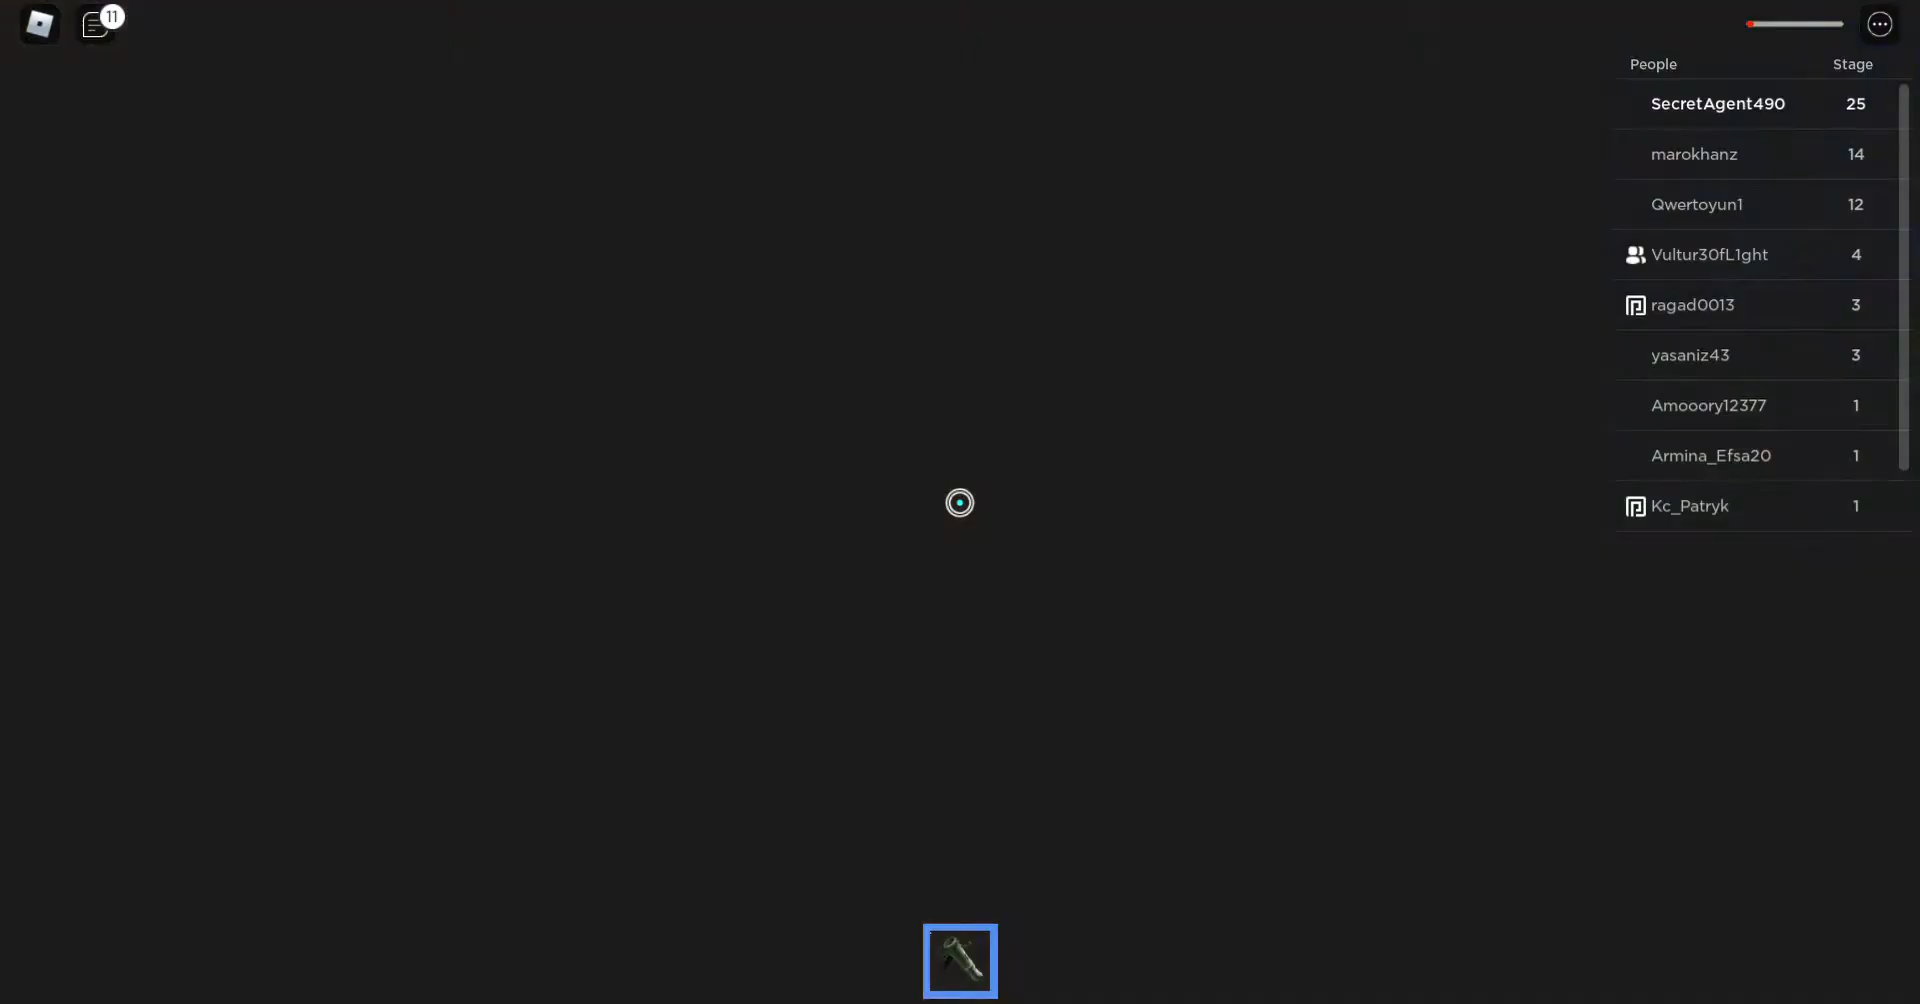 11
People Stage
SecretAgent490 25
marokhanz 14
Qwertoyun1 12
Vultur30fL1ght 4
ragad0013 3
yasaniz43 3
Amooory12377 1
Armina_Efsa20 1
Kc_Patryk 1